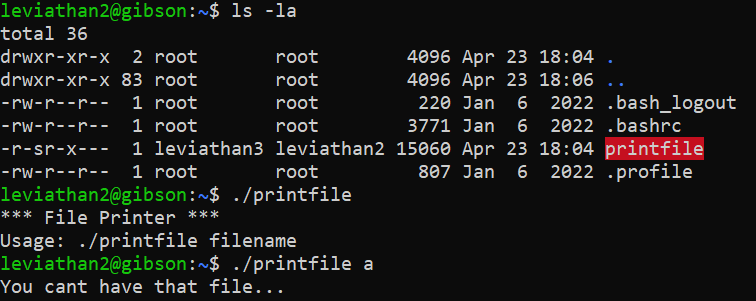 leviathan2@gibson:~$ ls -la
total 36
drwxr-xr-x  2 root       root        4096 Apr 23 18:04 .
drwxr-xr-x 83 root       root        4096 Apr 23 18:06 ..
-rw-r--r--  1 root       root         220 Jan  6  2022 .bash_logout
-rw-r--r--  1 root       root        3771 Jan  6  2022 .bashrc
-r-sr-x---  1 leviathan3 leviathan2 15060 Apr 23 18:04 printfile
-rw-r--r--  1 root       root         807 Jan  6  2022 .profile
leviathan2@gibson:~$ ./printfile
*** File Printer ***
Usage: ./printfile filename
leviathan2@gibson:~$ ./printfile a
You cant have that file...